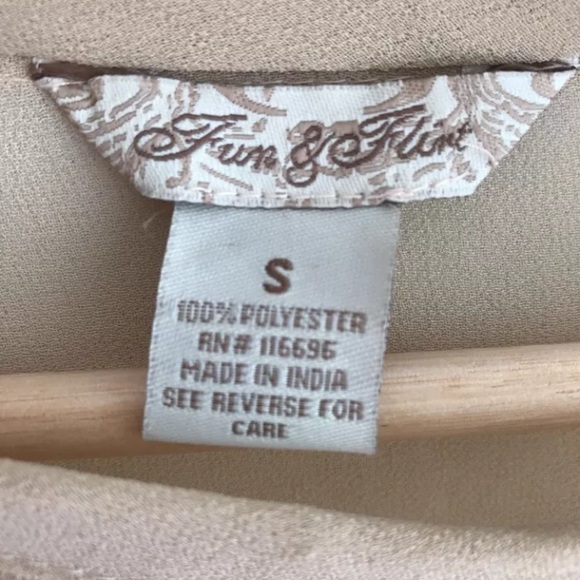 Fun & Flirt
S
100% POLYESTER
RN# 116696
MADE IN INDIA
SEE REVERSE FOR
CARE